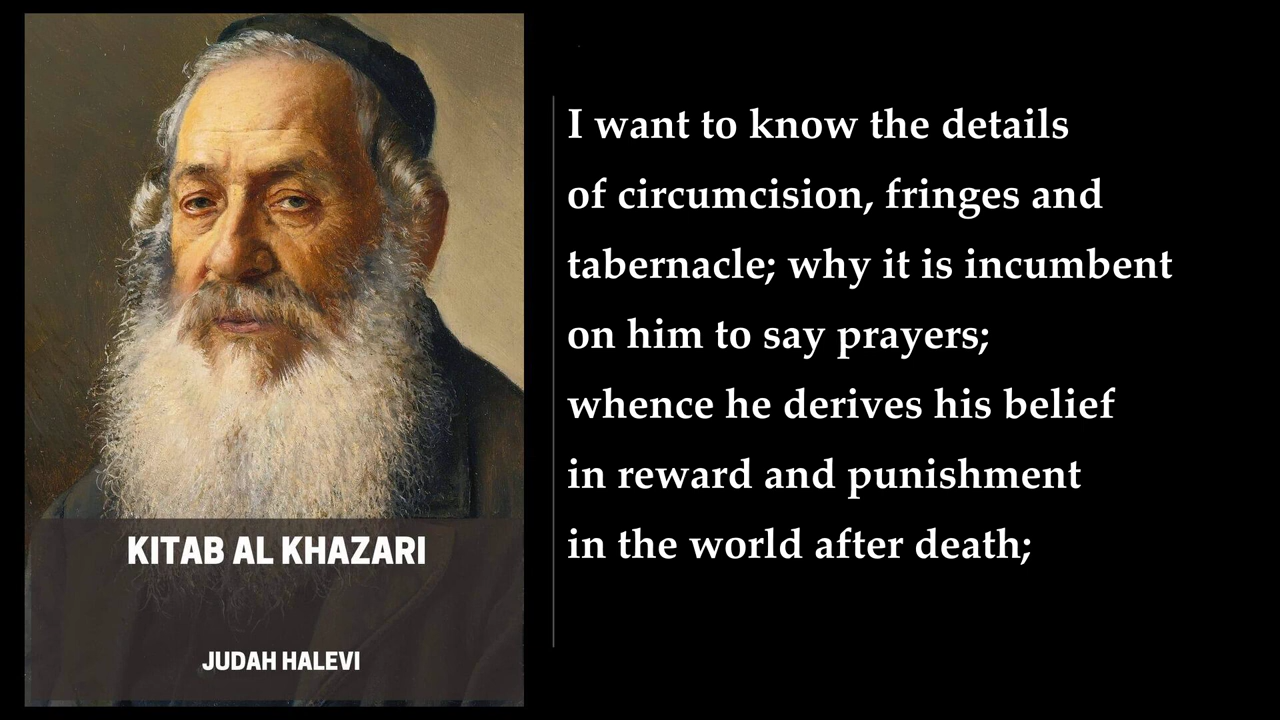 KITAB AL KHAZARI
JUDAH HALEVI
I want to know the details
of circumcision, fringes and
tabernacle; why it is incumbent
on him to say prayers;
whence he derives his belief
in reward and punishment
in the world after death;